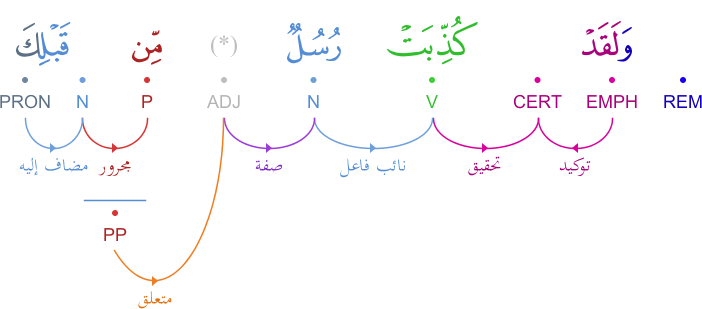 وَلَقَدْ كُذِّبَتْ رُسُلٌ (*) مِّن قَبْلِكَ
PRON N P ADJ N V CERT EMPH REM
مضاف إليه مجرور صفة نائب فاعل تحقيق توكيد
PP
متعلق